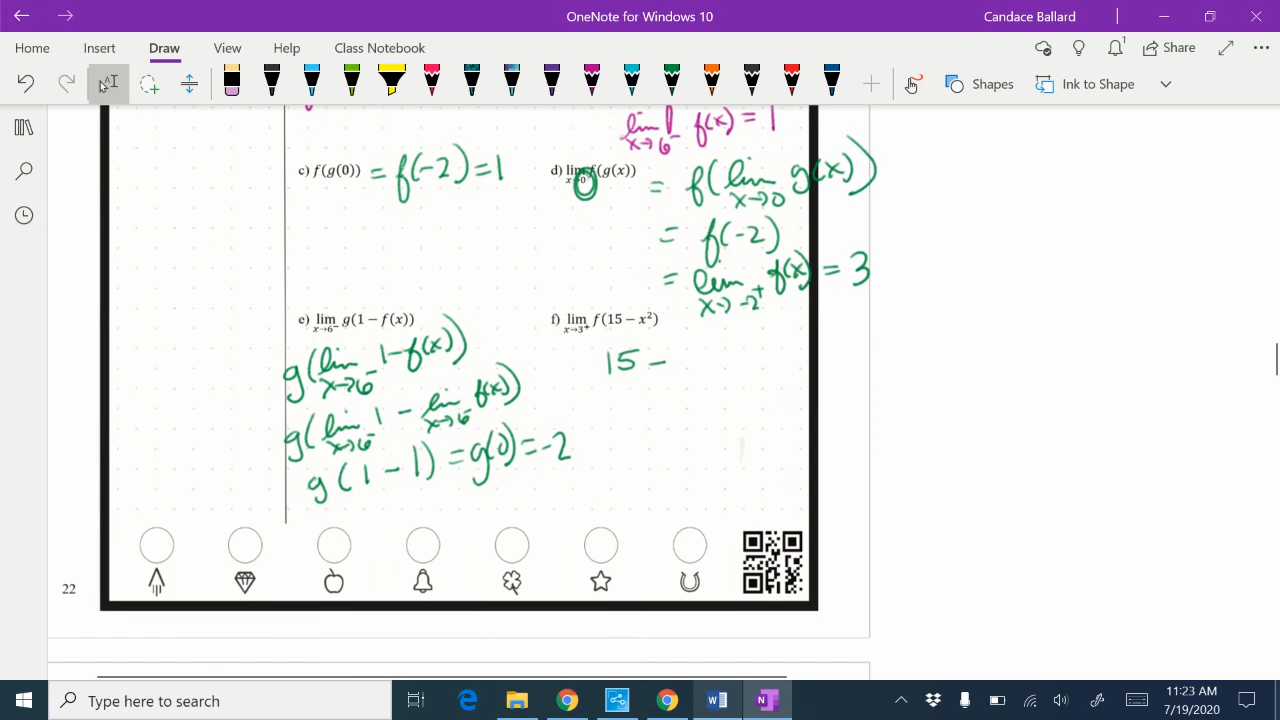 OneNote for Windows 10
Candace Ballard
Home Insert Draw View Help Class Notebook
1 Share
Shapes Ink to Shape
lim x→6⁻ f(x) = 1
c) f(g(0)) = f(-2) = 1
d) lim x→0 f(g(x)) = f(lim x→0 g(x))
0
= f(-2)
= lim x→-2⁺ f(x) = 3
e) lim x→6⁻ g(1 − f(x))
g(lim x→6⁻ 1 - f(x))
g(lim x→6⁻ 1 - lim x→6⁻ f(x))
g(1 - 1) = g(0) = -2
f) lim x→3⁺ f(15 − x²)
15 -
22
Type here to search
11:23 AM
7/19/2020